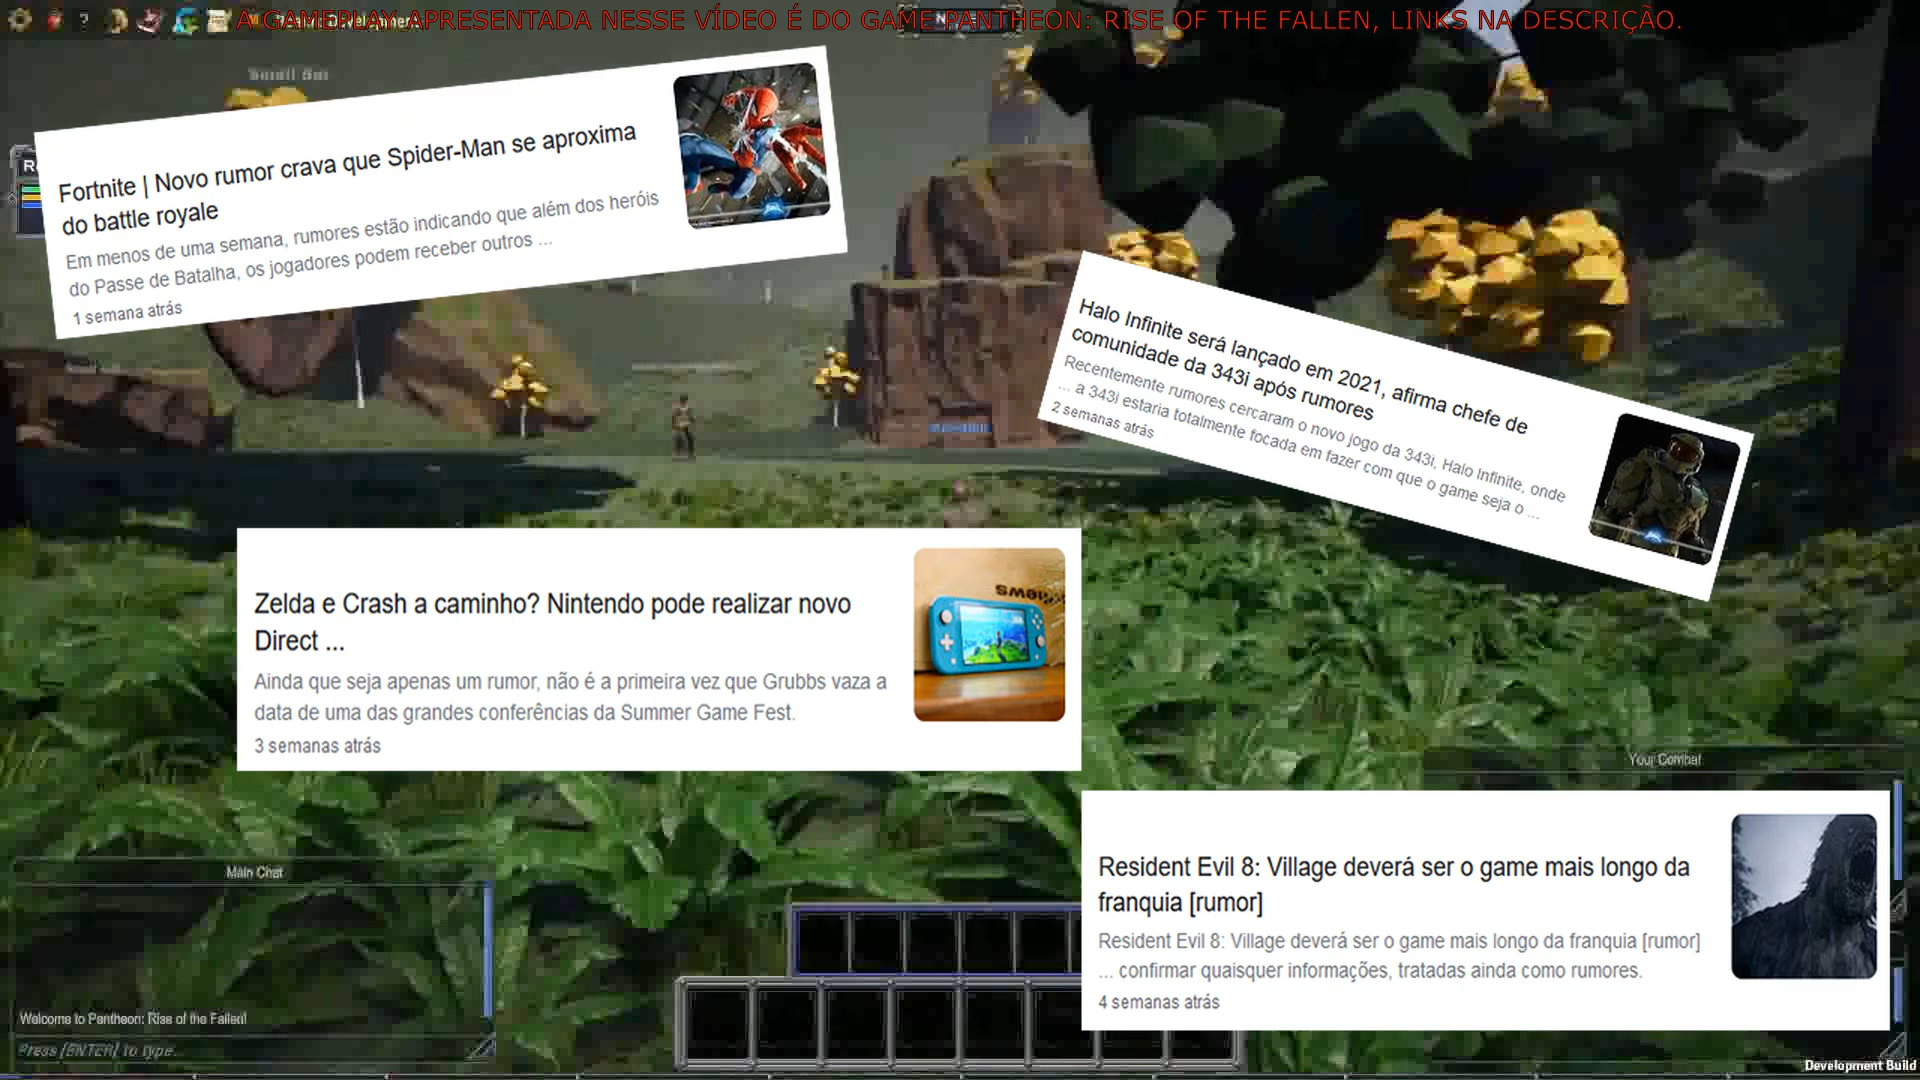 A GAMEPLAY APRESENTADA NESSE VÍDEO É DO GAME PANTHEON: RISE OF THE FALLEN, LINKS NA DESCRIÇÃO.
Fortnite | Novo rumor crava que Spider-Man se aproxima
do battle royale
Em menos de uma semana, rumores estão indicando que além dos heróis
do Passe de Batalha, os jogadores podem receber outros ...
1 semana atrás
Halo Infinite será lançado em 2021, afirma chefe de
comunidade da 343i após rumores
Recentemente rumores cercaram o novo jogo da 343i, Halo Infinite, onde
... a 343i estaria totalmente focada em fazer com que o game seja o ...
2 semanas atrás
Zelda e Crash a caminho? Nintendo pode realizar novo
Direct ...
Ainda que seja apenas um rumor, não é a primeira vez que Grubbs vaza a
data de uma das grandes conferências da Summer Game Fest.
3 semanas atrás
Your Combat
Resident Evil 8: Village deverá ser o game mais longo da
franquia [rumor]
Resident Evil 8: Village deverá ser o game mais longo da franquia [rumor]
... confirmar quaisquer informações, tratadas ainda como rumores.
4 semanas atrás
Main Chat
Welcome to Pantheon: Rise of the Fallen!
Press [ENTER] to type...
Development Build